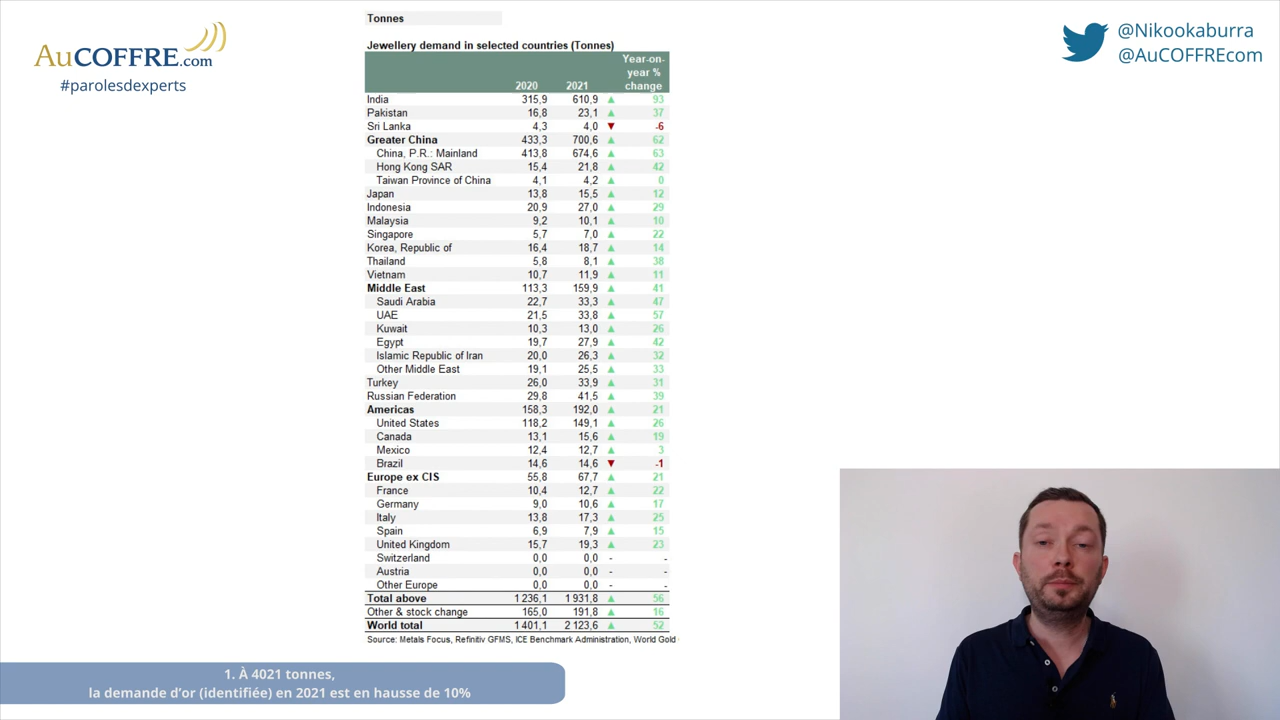 AuCOFFRE.com
#parolesdexperts
@Nikookaburra
@AuCOFFREcom
Tonnes
Jewellery demand in selected countries (Tonnes)
2020 2021 Year-on-year % change
India 315,9 610,9 ▲ 93
Pakistan 16,8 23,1 ▲ 37
Sri Lanka 4,3 4,0 ▼ -6
Greater China 433,3 700,6 ▲ 62
China, P.R.: Mainland 413,8 674,6 ▲ 63
Hong Kong SAR 15,4 21,8 ▲ 42
Taiwan Province of China 4,1 4,2 ▲ 0
Japan 13,8 15,5 ▲ 12
Indonesia 20,9 27,0 ▲ 29
Malaysia 9,2 10,1 ▲ 10
Singapore 5,7 7,0 ▲ 22
Korea, Republic of 16,4 18,7 ▲ 14
Thailand 5,8 8,1 ▲ 38
Vietnam 10,7 11,9 ▲ 11
Middle East 113,3 159,9 ▲ 41
Saudi Arabia 22,7 33,3 ▲ 47
UAE 21,5 33,8 ▲ 57
Kuwait 10,3 13,0 ▲ 26
Egypt 19,7 27,9 ▲ 42
Islamic Republic of Iran 20,0 26,3 ▲ 32
Other Middle East 19,1 25,5 ▲ 33
Turkey 26,0 33,9 ▲ 31
Russian Federation 29,8 41,5 ▲ 39
Americas 158,3 192,0 ▲ 21
United States 118,2 149,1 ▲ 26
Canada 13,1 15,6 ▲ 19
Mexico 12,4 12,7 ▲ 3
Brazil 14,6 14,6 ▼ -1
Europe ex CIS 55,8 67,7 ▲ 21
France 10,4 12,7 ▲ 22
Germany 9,0 10,6 ▲ 17
Italy 13,8 17,3 ▲ 25
Spain 6,9 7,9 ▲ 15
United Kingdom 15,7 19,3 ▲ 23
Switzerland 0,0 0,0 - -
Austria 0,0 0,0 - -
Other Europe 0,0 0,0 - -
Total above 1 236,1 1 931,8 ▲ 56
Other & stock change 165,0 191,8 ▲ 16
World total 1 401,1 2 123,6 ▲ 52
Source: Metals Focus, Refinitiv GFMS, ICE Benchmark Administration, World Gold
1. À 4021 tonnes,
la demande d'or (identifiée) en 2021 est en hausse de 10%